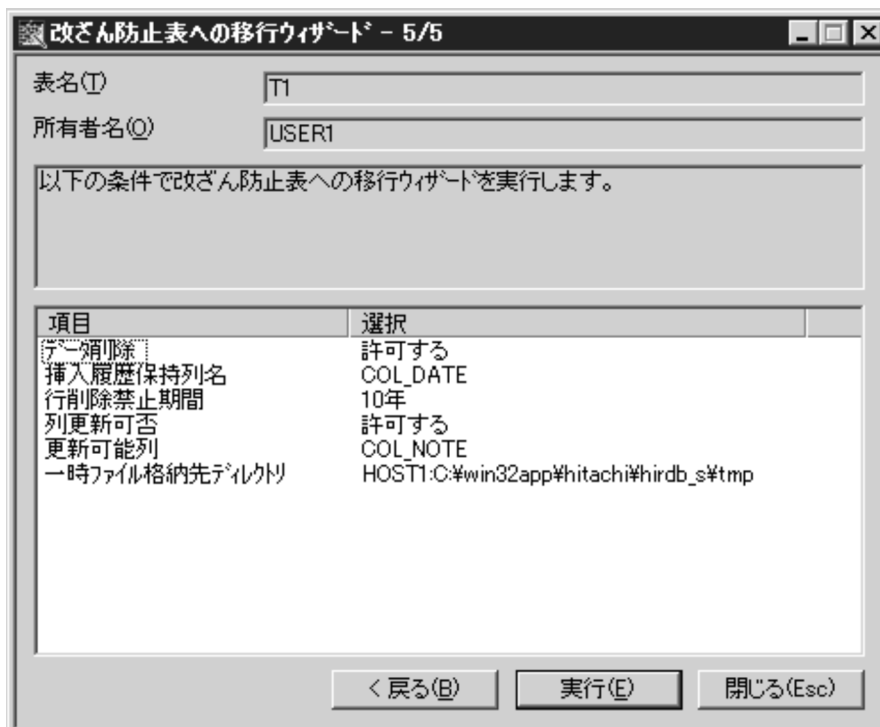 改ざん防止表への移行ウィザード - 5/5
表名(T) T1
所有者名(O) USER1
以下の条件で改ざん防止表への移行ウィザードを実行します。
項目 選択
データ削除 許可する
挿入履歴保持列名 COL_DATE
行削除禁止期間 10年
列更新可否 許可する
更新可能列 COL_NOTE
一時ファイル格納先ディレクトリ HOST1:C:¥win32app¥hitachi¥hirdb_s¥tmp
< 戻る(B) 実行(E) 閉じる(Esc)